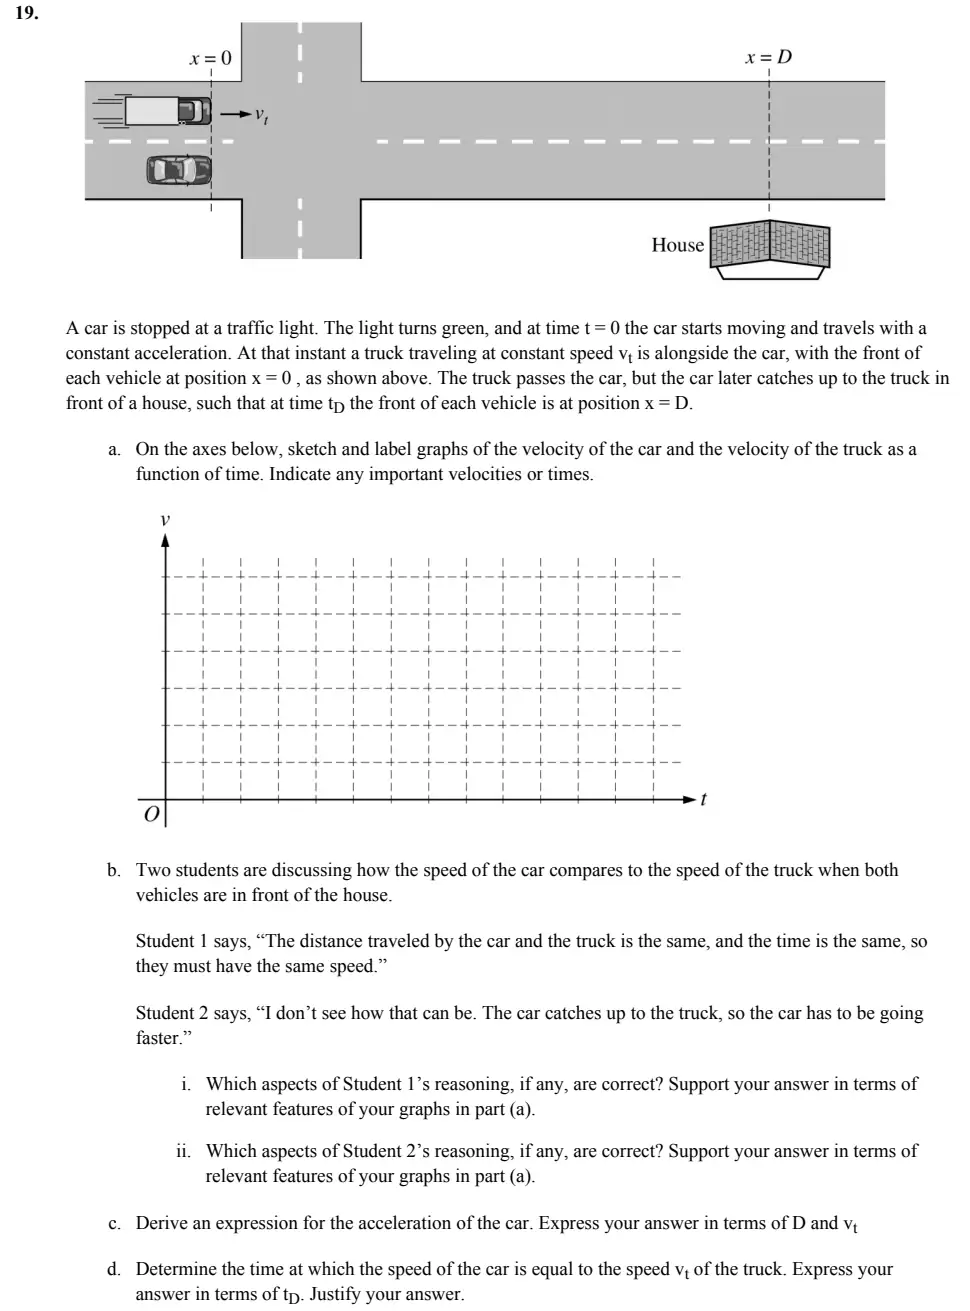 19.
x = 0
x = D
vt
House
A car is stopped at a traffic light. The light turns green, and at time t = 0 the car starts moving and travels with a
constant acceleration. At that instant a truck traveling at constant speed vt is alongside the car, with the front of
each vehicle at position x = 0 , as shown above. The truck passes the car, but the car later catches up to the truck in
front of a house, such that at time tD the front of each vehicle is at position x = D.
a. On the axes below, sketch and label graphs of the velocity of the car and the velocity of the truck as a
function of time. Indicate any important velocities or times.
v
t
O
b. Two students are discussing how the speed of the car compares to the speed of the truck when both
vehicles are in front of the house.
Student 1 says, “The distance traveled by the car and the truck is the same, and the time is the same, so
they must have the same speed.”
Student 2 says, “I don’t see how that can be. The car catches up to the truck, so the car has to be going
faster.”
i. Which aspects of Student 1’s reasoning, if any, are correct? Support your answer in terms of
relevant features of your graphs in part (a).
ii. Which aspects of Student 2’s reasoning, if any, are correct? Support your answer in terms of
relevant features of your graphs in part (a).
c. Derive an expression for the acceleration of the car. Express your answer in terms of D and vt
d. Determine the time at which the speed of the car is equal to the speed vt of the truck. Express your
answer in terms of tD. Justify your answer.